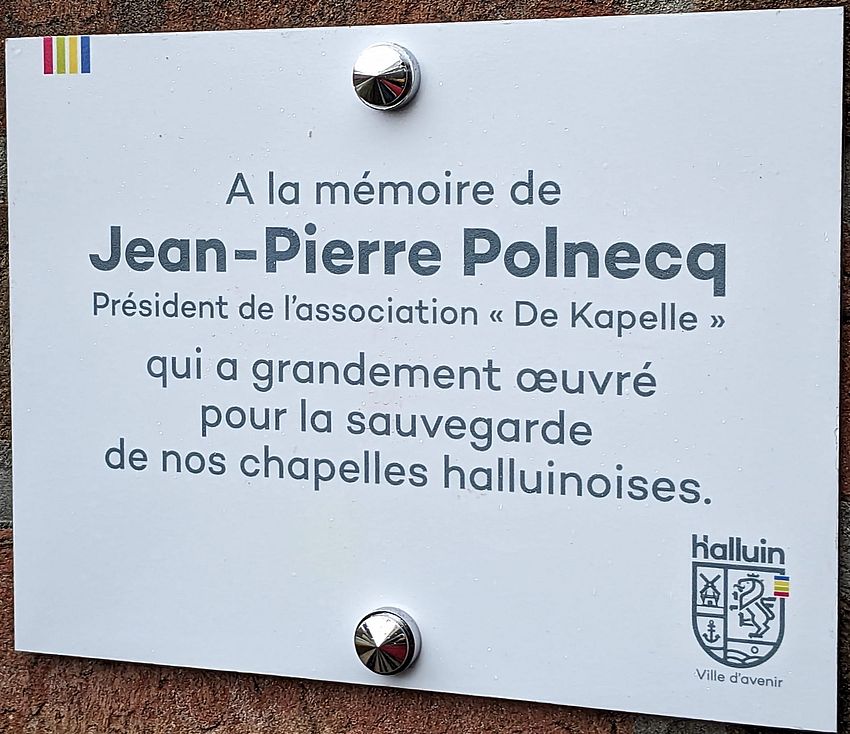 A la mémoire de
Jean-Pierre Polnecq
Président de l'association « De Kapelle »
qui a grandement œuvré
pour la sauvegarde
de nos chapelles halluinoises.
halluin
Ville d'avenir